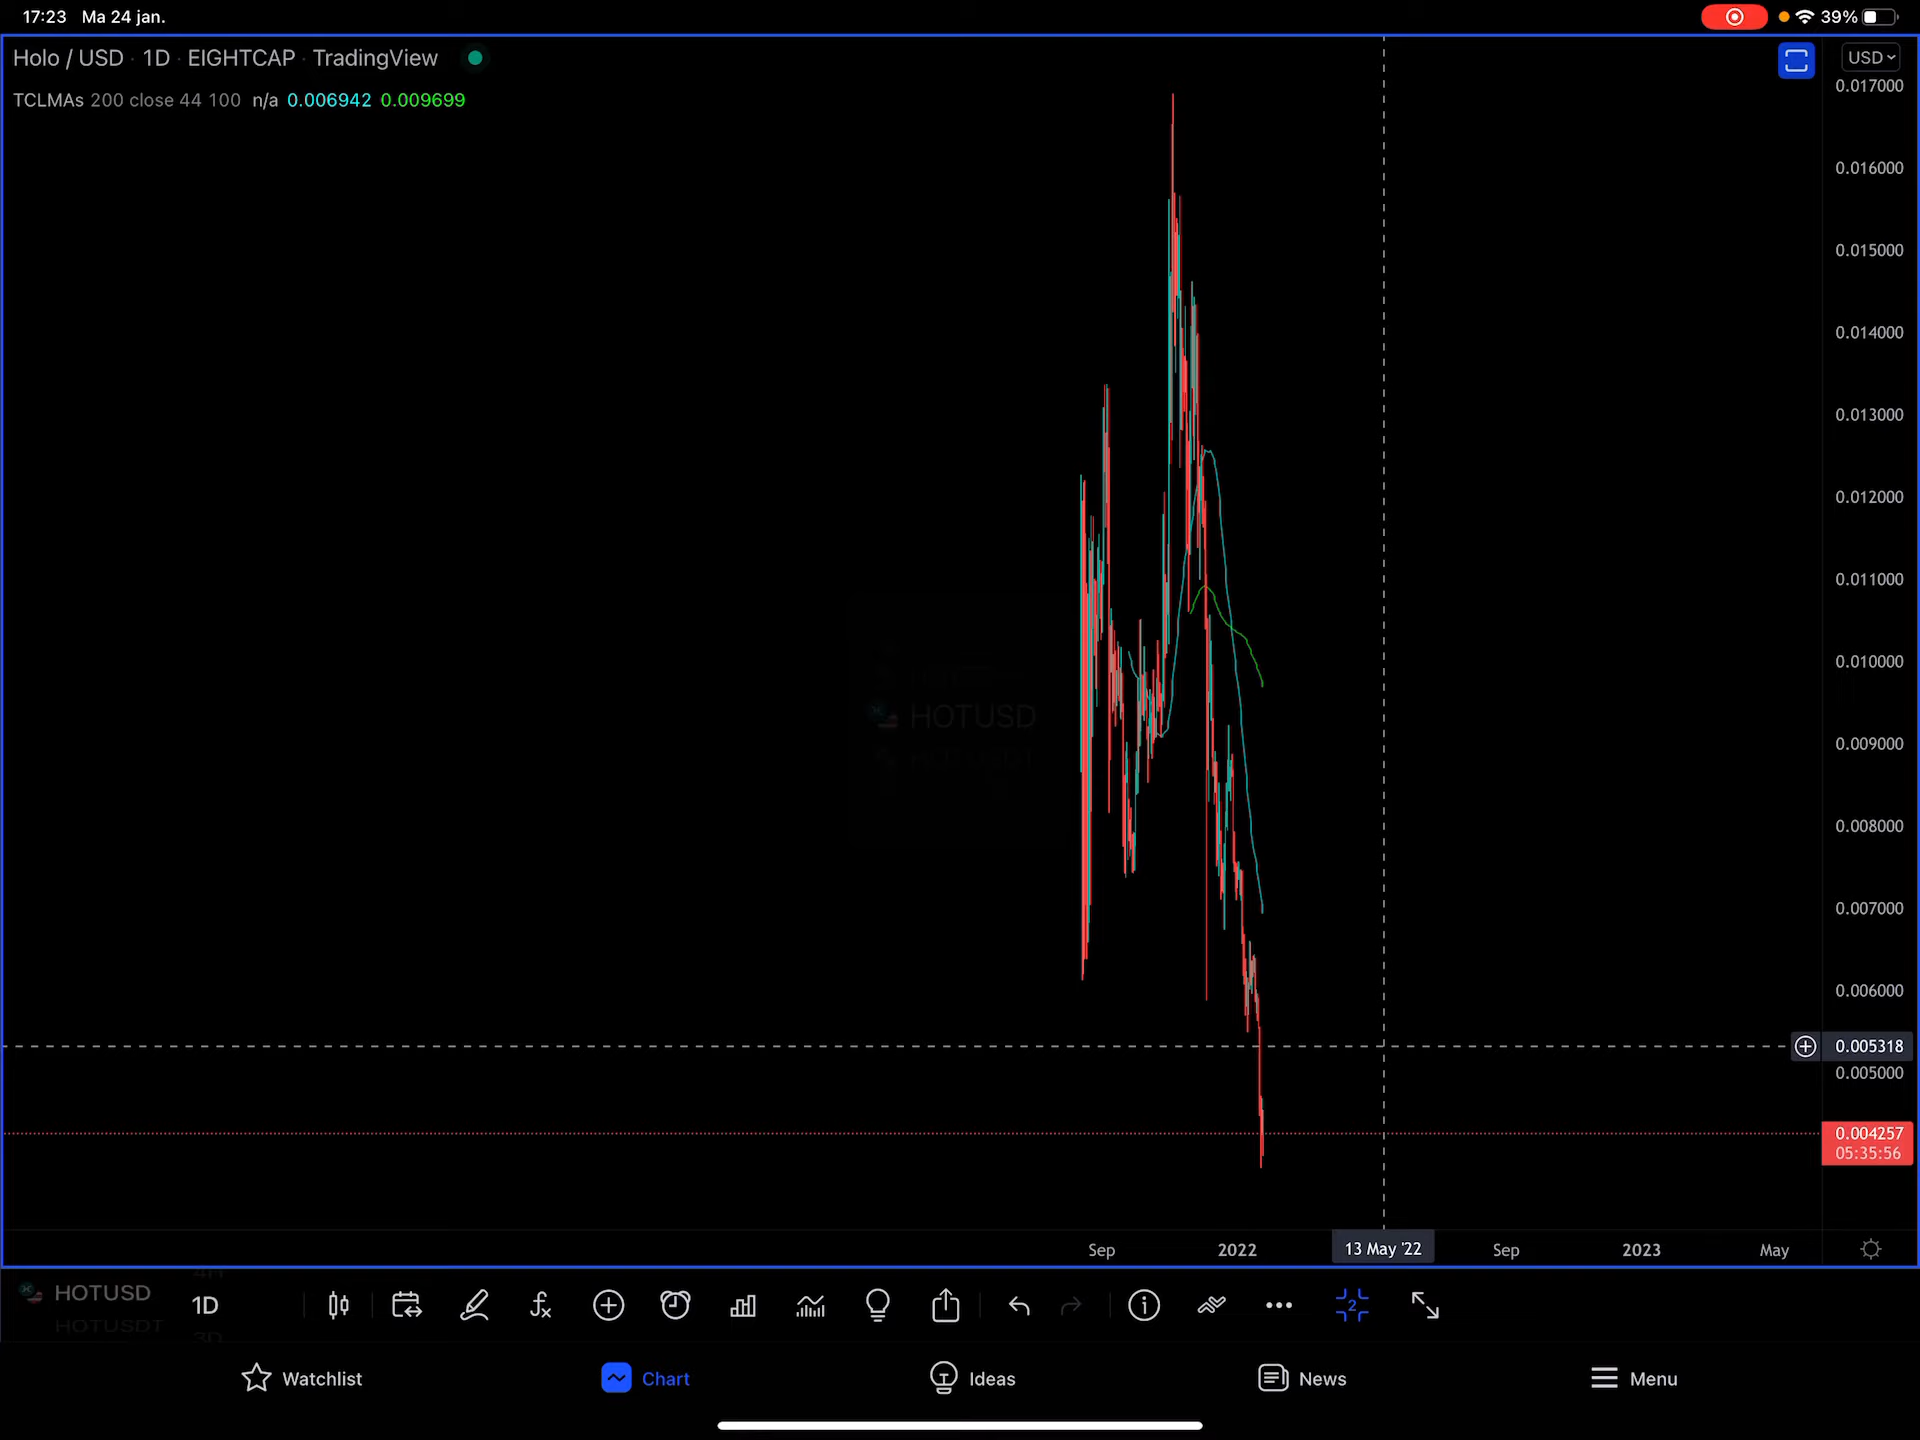 17:23 Ma 24 jan.
39%
Holo / USD · 1D · EIGHTCAP · TradingView
USD
TCLMAs 200 close 44 100 n/a 0.006942 0.009699
0.017000
0.016000
0.015000
0.014000
0.013000
0.012000
0.011000
0.010000
HOTUSD
HOTUSDT
0.009000
0.008000
0.007000
0.006000
0.005318
0.005000
0.004257
05:35:56
Sep 2022 13 May '22 Sep 2023 May
4H
HOTUSD 1D
2
HOTUSDT
3D
Watchlist Chart Ideas News Menu